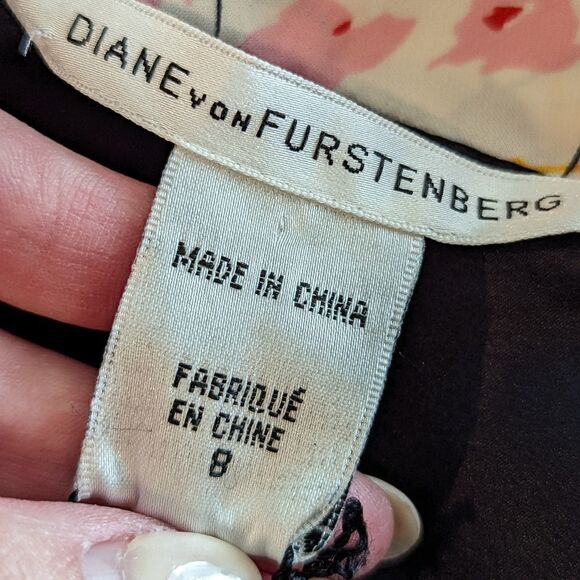 DIANE von FURSTENBERG
MADE IN CHINA
FABRIQUÉ
EN CHINE
8